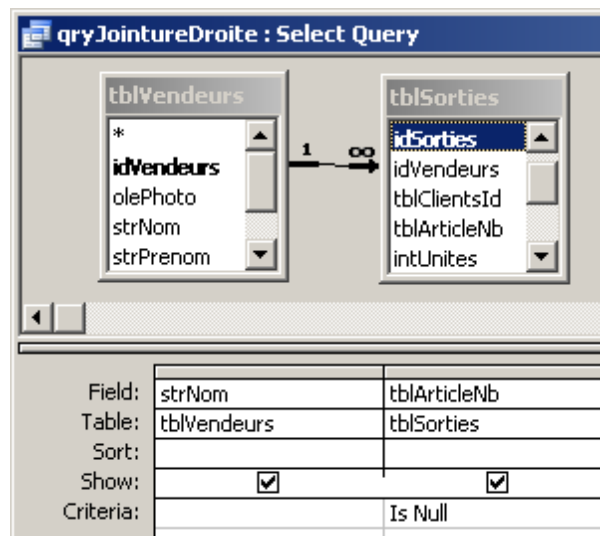 qryJointureDroite : Select Query
tblVendeurs
*
idVendeurs
olePhoto
strNom
strPrenom
1 ∞
tblSorties
idSorties
idVendeurs
tblClientsId
tblArticleNb
intUnites
Field: strNom tblArticleNb
Table: tblVendeurs tblSorties
Sort:
Show:
Criteria: Is Null